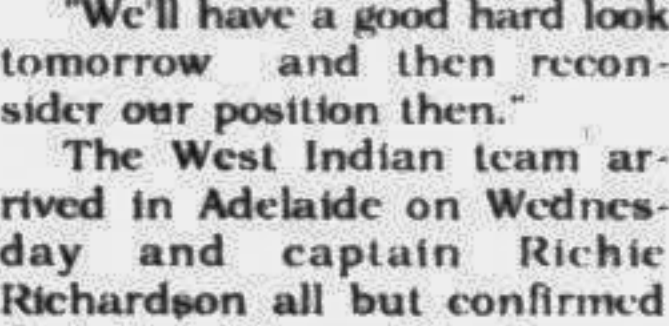 "We'll have a good hard look
tomorrow and then recon-
sider our position then."
The West Indian team ar-
rived in Adelaide on Wednes-
day and captain Richie
Richardson all but confirmed